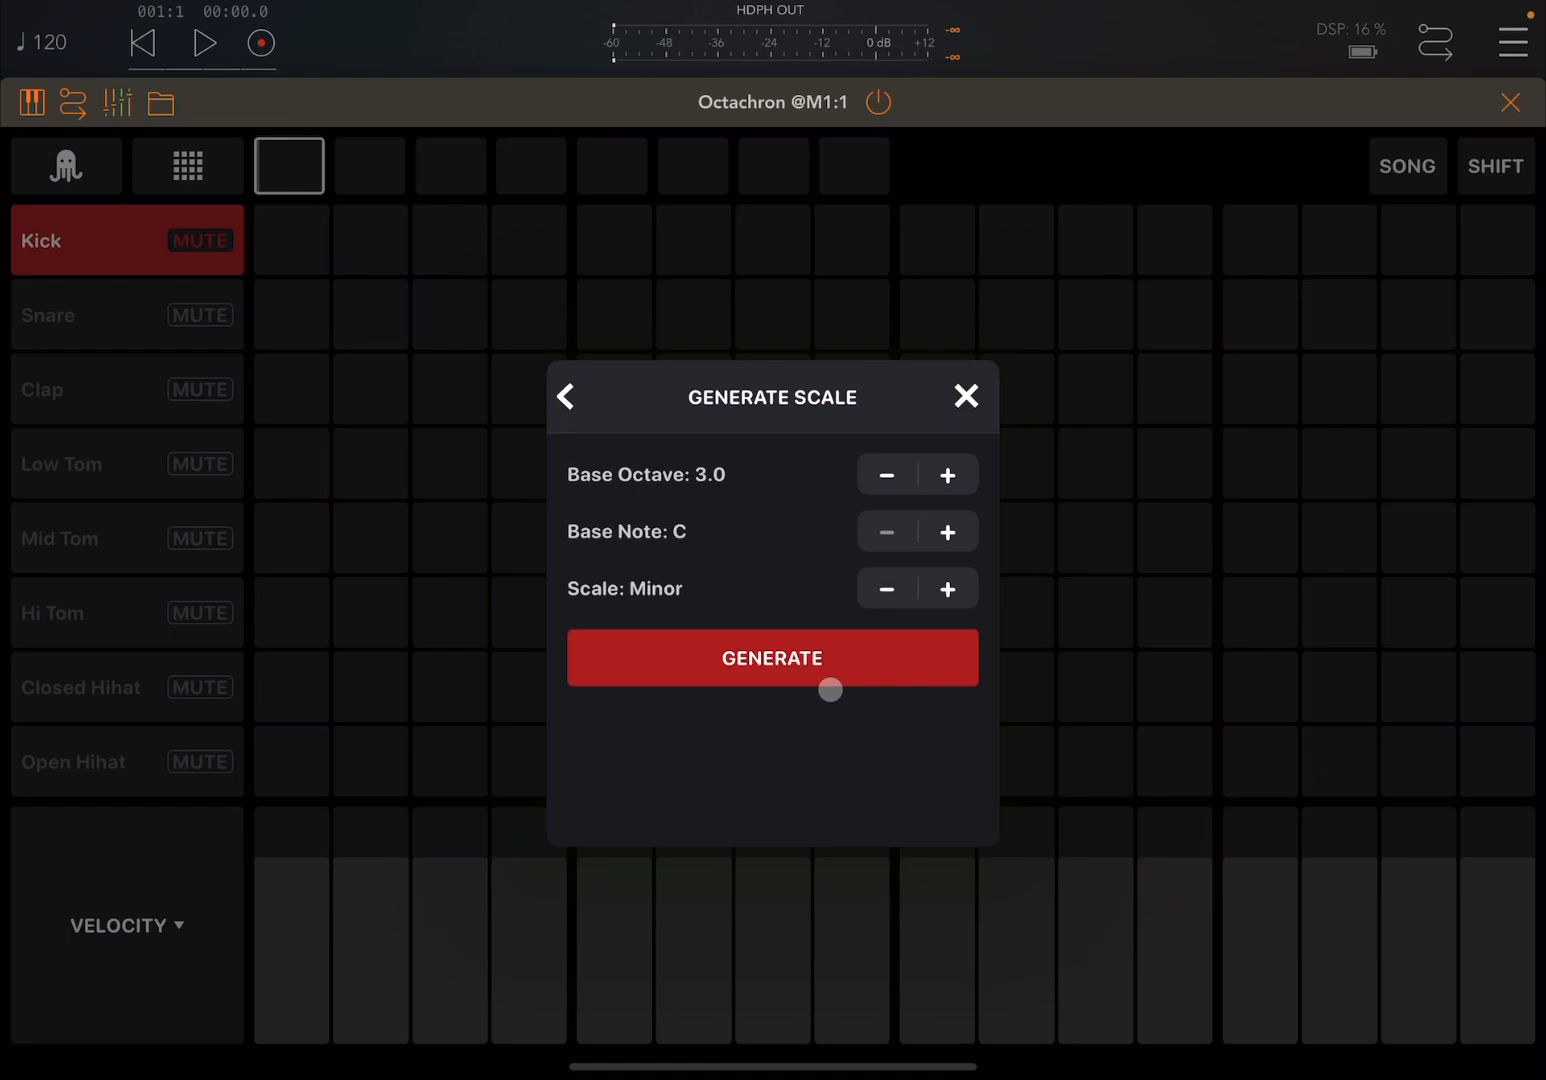 001:1 00:00.0
HDPH OUT
♩ 120
-60 -48 -36 -24 -12 0 dB +12
-∞
-∞
DSP: 16 %
Octachron @M1:1
SONG SHIFT
Kick MUTE
Snare MUTE
Clap MUTE
Low Tom MUTE
Mid Tom MUTE
Hi Tom MUTE
Closed Hihat MUTE
Open Hihat MUTE
VELOCITY ▼
GENERATE SCALE
Base Octave: 3.0 − +
Base Note: C − +
Scale: Minor − +
GENERATE